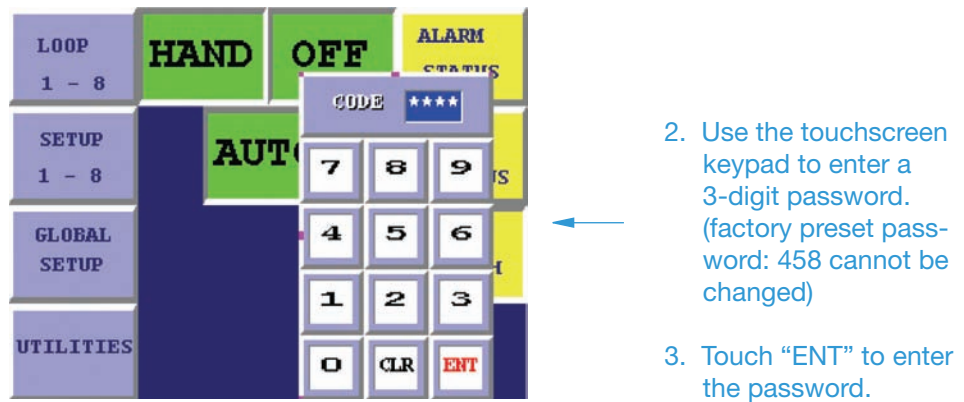 LOOP
1 - 8
HAND
OFF
ALARM
STATUS
CODE ****
SETUP
1 - 8
7 8 9
GLOBAL
SETUP
4 5 6
1 2 3
UTILITIES
0 CLR ENT
2. Use the touchscreen
keypad to enter a
3-digit password.
(factory preset pass-
word: 458 cannot be
changed)
3. Touch “ENT” to enter
the password.